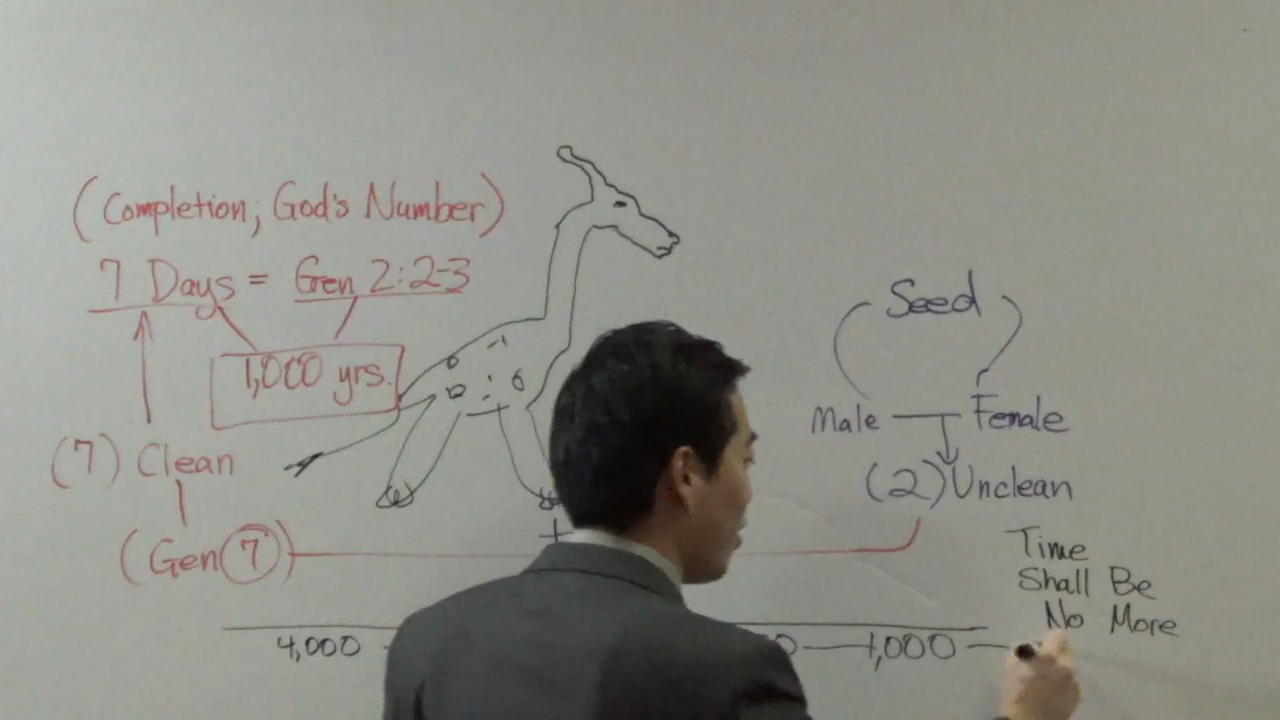 (Completion; God's Number)
7 Days = Gen 2:2-3
1,000 yrs.
(7) Clean
(Gen 7)
Seed
Male Female
(2) Unclean
Time
Shall Be
No More
4,000
1,000